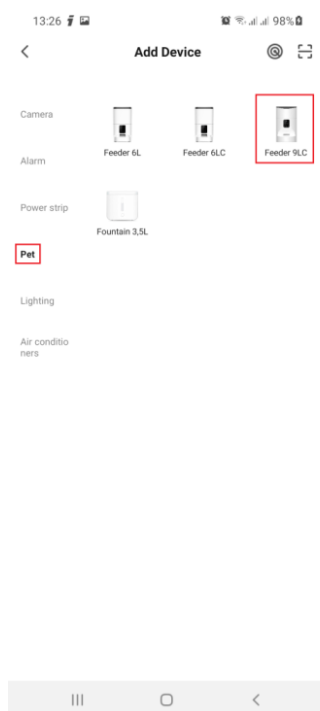 13:26
98%
Add Device
Camera
Alarm
Power strip
Pet
Lighting
Air conditio
ners
Feeder 6L
Feeder 6LC
Feeder 9LC
Fountain 3,5L